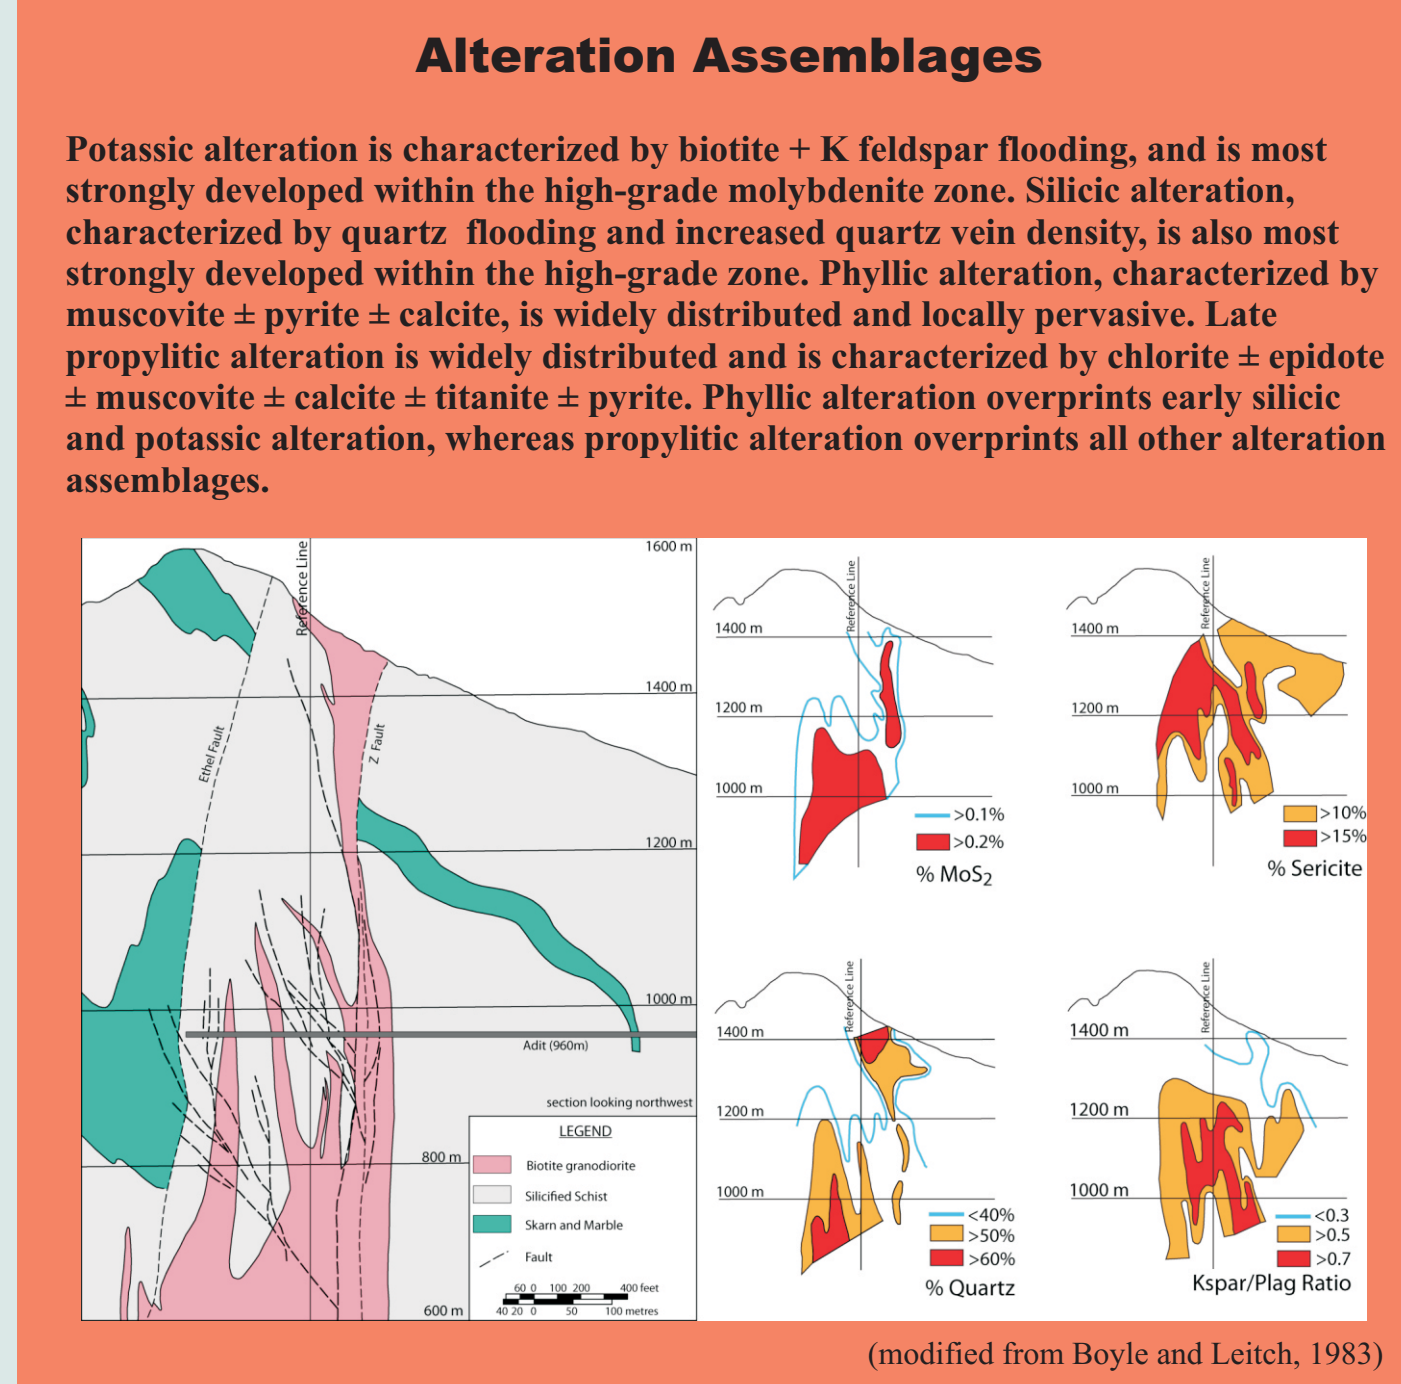 Alteration Assemblages
Potassic alteration is characterized by biotite + K feldspar flooding, and is most
strongly developed within the high-grade molybdenite zone. Silicic alteration,
characterized by quartz flooding and increased quartz vein density, is also most
strongly developed within the high-grade zone. Phyllic alteration, characterized by
muscovite ± pyrite ± calcite, is widely distributed and locally pervasive. Late
propylitic alteration is widely distributed and is characterized by chlorite ± epidote
± muscovite ± calcite ± titanite ± pyrite. Phyllic alteration overprints early silicic
and potassic alteration, whereas propylitic alteration overprints all other alteration
assemblages.
Reference Line
1600 m
1400 m
Ethel Fault
Z Fault
1200 m
1000 m
Adit (960m)
section looking northwest
800 m
600 m
LEGEND
Biotite granodiorite
Silicified Schist
Skarn and Marble
Fault
60 0 100 200 400 feet
40 20 0 50 100 metres
Reference Line
1400 m
1200 m
1000 m
>0.1%
>0.2%
% MoS2
Reference Line
1400 m
1200 m
1000 m
>10%
>15%
% Sericite
Reference Line
1400 m
1200 m
1000 m
<40%
>50%
>60%
% Quartz
Reference Line
1400 m
1200 m
1000 m
<0.3
>0.5
>0.7
Kspar/Plag Ratio
(modified from Boyle and Leitch, 1983)